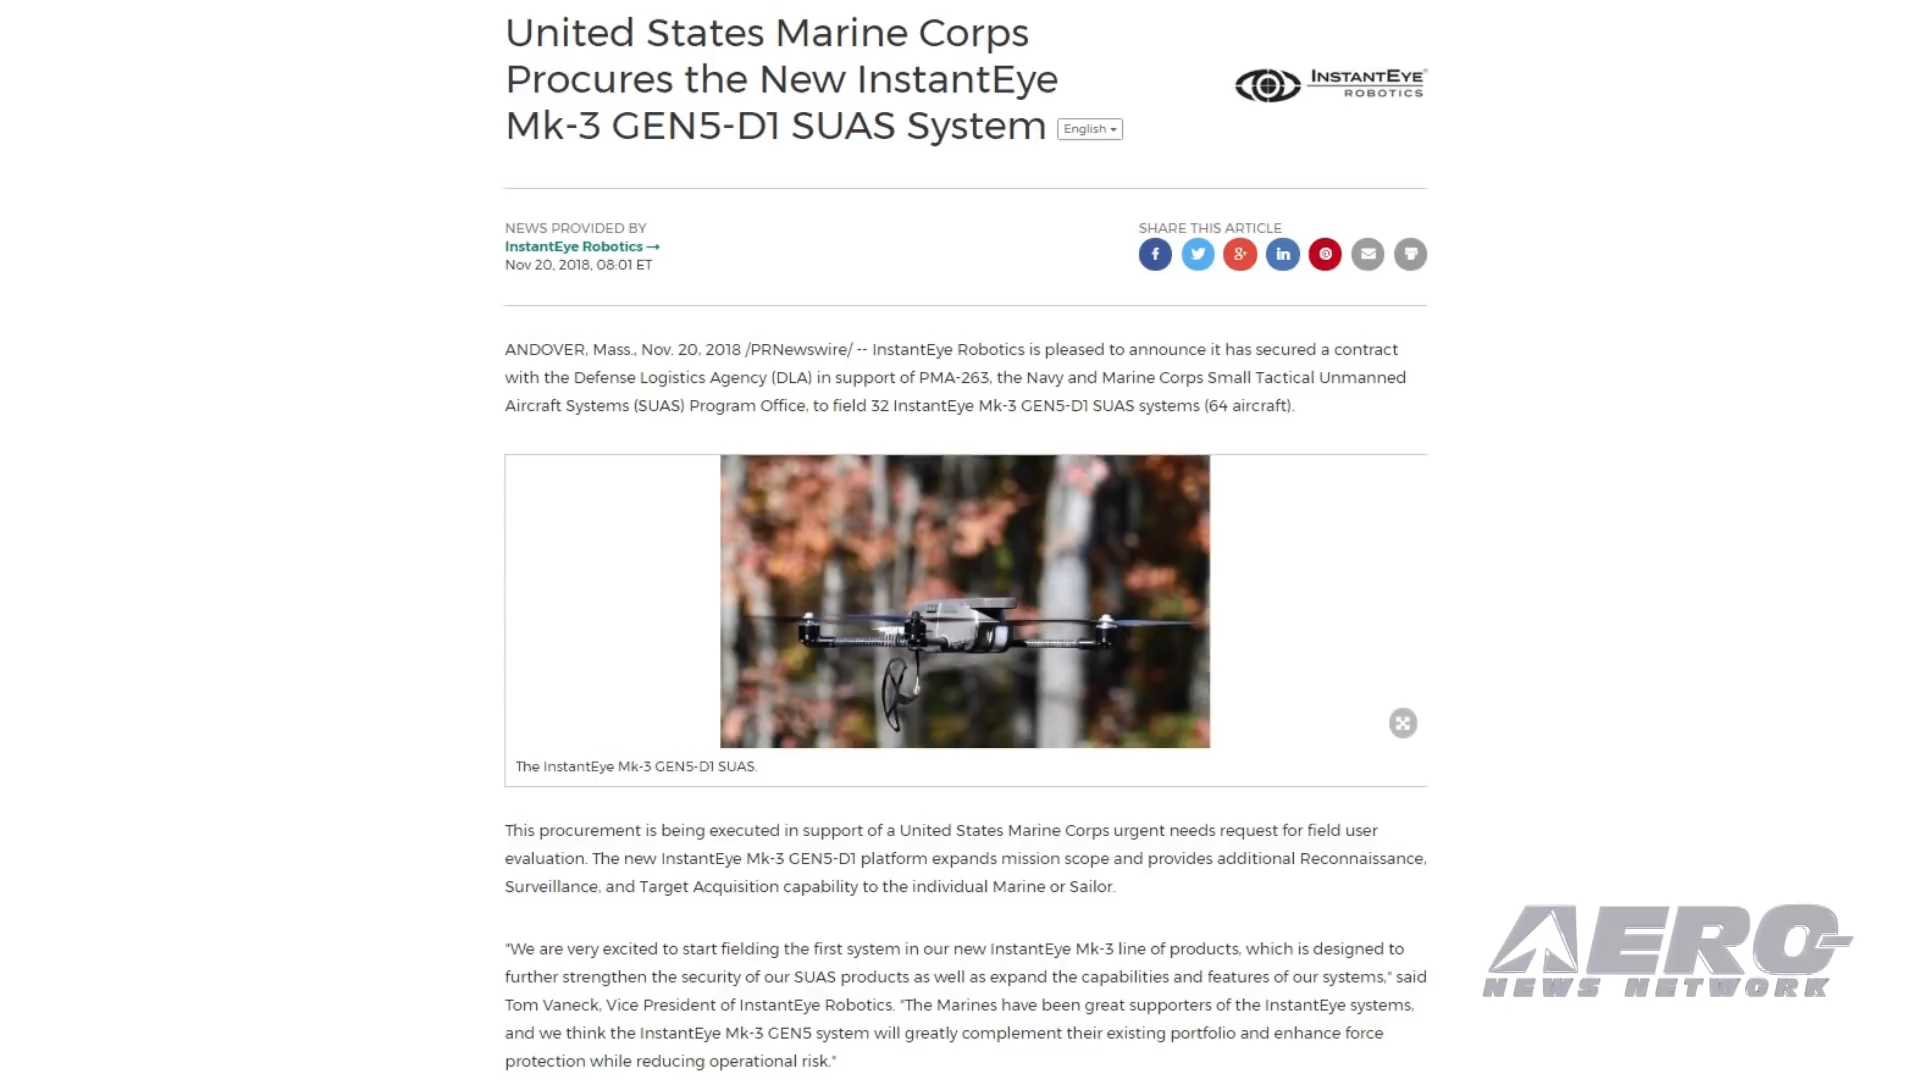 United States Marine Corps
Procures the New InstantEye
Mk-3 GEN5-D1 SUAS System
English
INSTANTEYE
ROBOTICS
NEWS PROVIDED BY
InstantEye Robotics →
Nov 20, 2018, 08:01 ET
SHARE THIS ARTICLE
ANDOVER, Mass., Nov. 20, 2018 /PRNewswire/ -- InstantEye Robotics is pleased to announce it has secured a contract
with the Defense Logistics Agency (DLA) in support of PMA-263, the Navy and Marine Corps Small Tactical Unmanned
Aircraft Systems (SUAS) Program Office, to field 32 InstantEye Mk-3 GEN5-D1 SUAS systems (64 aircraft).
The InstantEye Mk-3 GEN5-D1 SUAS.
This procurement is being executed in support of a United States Marine Corps urgent needs request for field user
evaluation. The new InstantEye Mk-3 GEN5-D1 platform expands mission scope and provides additional Reconnaissance,
Surveillance, and Target Acquisition capability to the individual Marine or Sailor.
"We are very excited to start fielding the first system in our new InstantEye Mk-3 line of products, which is designed to
further strengthen the security of our SUAS products as well as expand the capabilities and features of our systems," said
Tom Vaneck, Vice President of InstantEye Robotics. "The Marines have been great supporters of the InstantEye systems,
and we think the InstantEye Mk-3 GEN5 system will greatly complement their existing portfolio and enhance force
protection while reducing operational risk."
AERO-
NEWS NETWORK